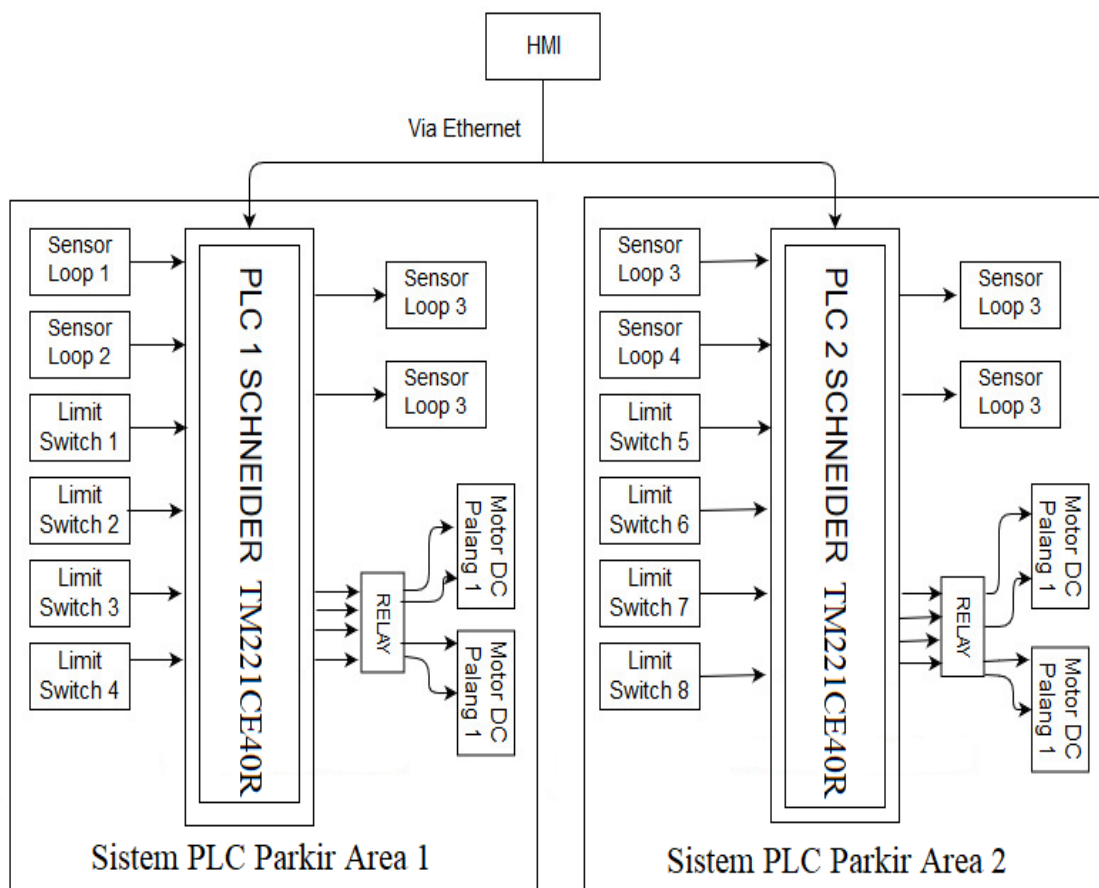 HMI
Via Ethernet
Sensor
Loop 1
Sensor
Loop 2
Limit
Switch 1
Limit
Switch 2
Limit
Switch 3
Limit
Switch 4
PLC 1 SCHNEIDER TM221CE40R
Sensor
Loop 3
Sensor
Loop 3
RELAY
Motor DC
Palang 1
Motor DC
Palang 1
Sistem PLC Parkir Area 1
Sensor
Loop 3
Sensor
Loop 4
Limit
Switch 5
Limit
Switch 6
Limit
Switch 7
Limit
Switch 8
PLC 2 SCHNEIDER TM221CE40R
Sensor
Loop 3
Sensor
Loop 3
RELAY
Motor DC
Palang 1
Motor DC
Palang 1
Sistem PLC Parkir Area 2